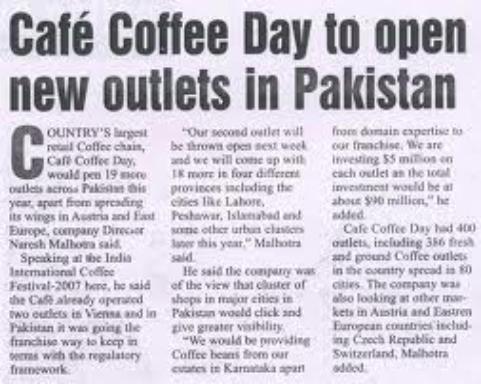 Café Coffee Day to open
new outlets in Pakistan
COUNTRY'S largest
retail Coffee chain,
Café Coffee Day,
would pen 19 more
outlets across Pakistan this
year, apart from spreading
its wings in Austria and East
Europe, company Director
Naresh Malhotra said.
Speaking at the India
International Coffee
Festival-2007 here, he said
the Café already operated
two outlets in Vienna and in
Pakistan it was going the
franchise way to keep in
terms with the regulatory
framework.
"Our second outlet will
be thrown open next week
and we will come up with
18 more in four different
provinces including the
cities like Lahore,
Peshawar, Islamabad and
some other urban clusters
later this year," Malhotra
said.
He said the company was
of the view that cluster of
shops in major cities in
Pakistan would click and
give greater visibility.
"We would be providing
Coffee beans from our
estates in Karnataka apart
from domain expertise to
our franchise. We are
investing $5 million on
each outlet an the total
investment would be at
about $90 million," he
added.
Cafe Coffee Day had 400
outlets, including 386 fresh
and ground Coffee outlets
in the country spread in 80
cities. The company was
also looking at other mar-
kets in Austria and Eastren
European countries includ-
ing Czech Republic and
Switzerland, Malhotra
added.